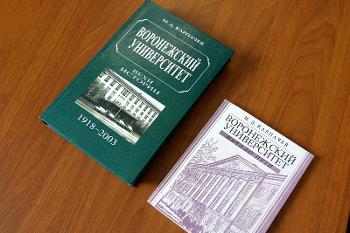 М. Д. КАРПАЧЕВ
ВОРОНЕЖСКИЙ
УНИВЕРСИТЕТ
ВЕХИ
ИСТОРИИ
1918–2003
М. Д. КАРПАЧЕВ
ВОРОНЕЖСКИЙ
УНИВЕРСИТЕТ